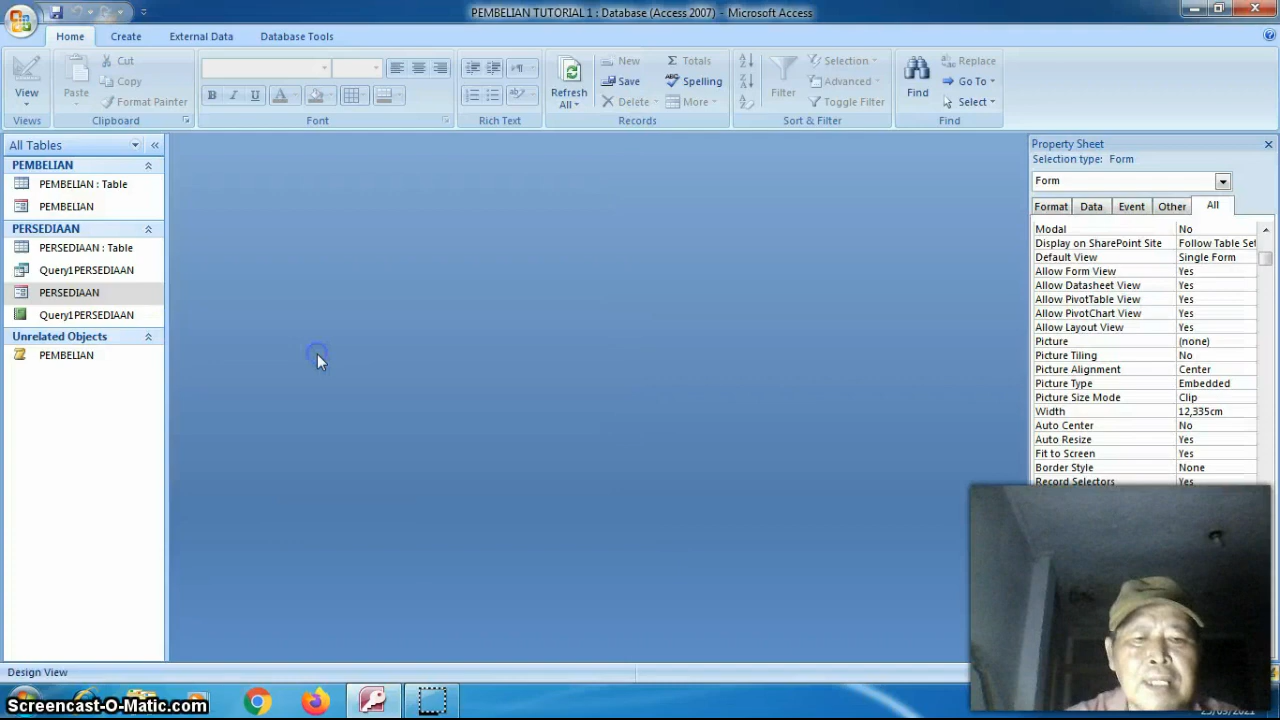 PEMBELIAN TUTORIAL 1 : Database (Access 2007) - Microsoft Access
Home Create External Data Database Tools
View
Views
Paste
Cut
Copy
Format Painter
Clipboard
Font
Rich Text
Refresh All
New
Save
Delete
Totals
Spelling
More
Records
Filter
Selection
Advanced
Toggle Filter
Sort & Filter
Find
Replace
Go To
Select
Find
All Tables
PEMBELIAN
PEMBELIAN : Table
PEMBELIAN
PERSEDIAAN
PERSEDIAAN : Table
Query1PERSEDIAAN
PERSEDIAAN
Query1PERSEDIAAN
Unrelated Objects
PEMBELIAN
Property Sheet
Selection type: Form
Form
Format Data Event Other All
Modal No
Display on SharePoint Site Follow Table Set
Default View Single Form
Allow Form View Yes
Allow Datasheet View Yes
Allow PivotTable View Yes
Allow PivotChart View Yes
Allow Layout View Yes
Picture (none)
Picture Tiling No
Picture Alignment Center
Picture Type Embedded
Picture Size Mode Clip
Width 12,335cm
Auto Center No
Auto Resize Yes
Fit to Screen Yes
Border Style None
Record Selectors Yes
Design View
Screencast-O-Matic.com